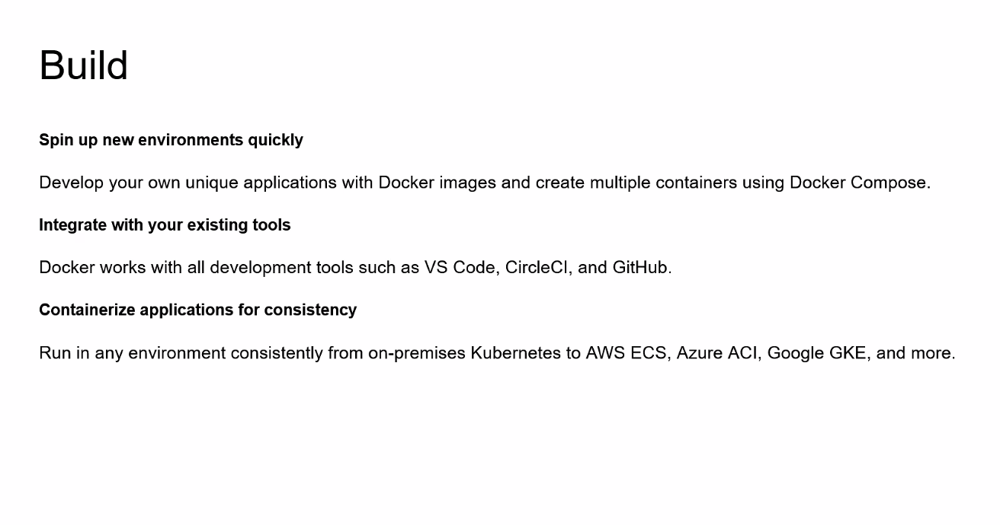 Build
Spin up new environments quickly
Develop your own unique applications with Docker images and create multiple containers using Docker Compose.
Integrate with your existing tools
Docker works with all development tools such as VS Code, CircleCI, and GitHub.
Containerize applications for consistency
Run in any environment consistently from on-premises Kubernetes to AWS ECS, Azure ACI, Google GKE, and more.